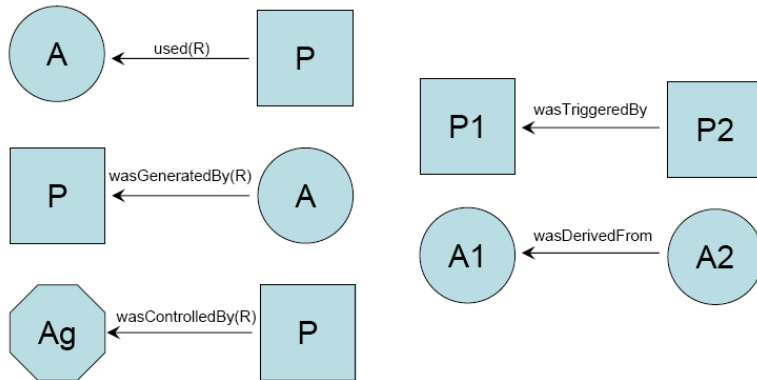 A
used(R)
P
P
wasGeneratedBy(R)
A
Ag
wasControlledBy(R)
P
P1
wasTriggeredBy
P2
A1
wasDerivedFrom
A2